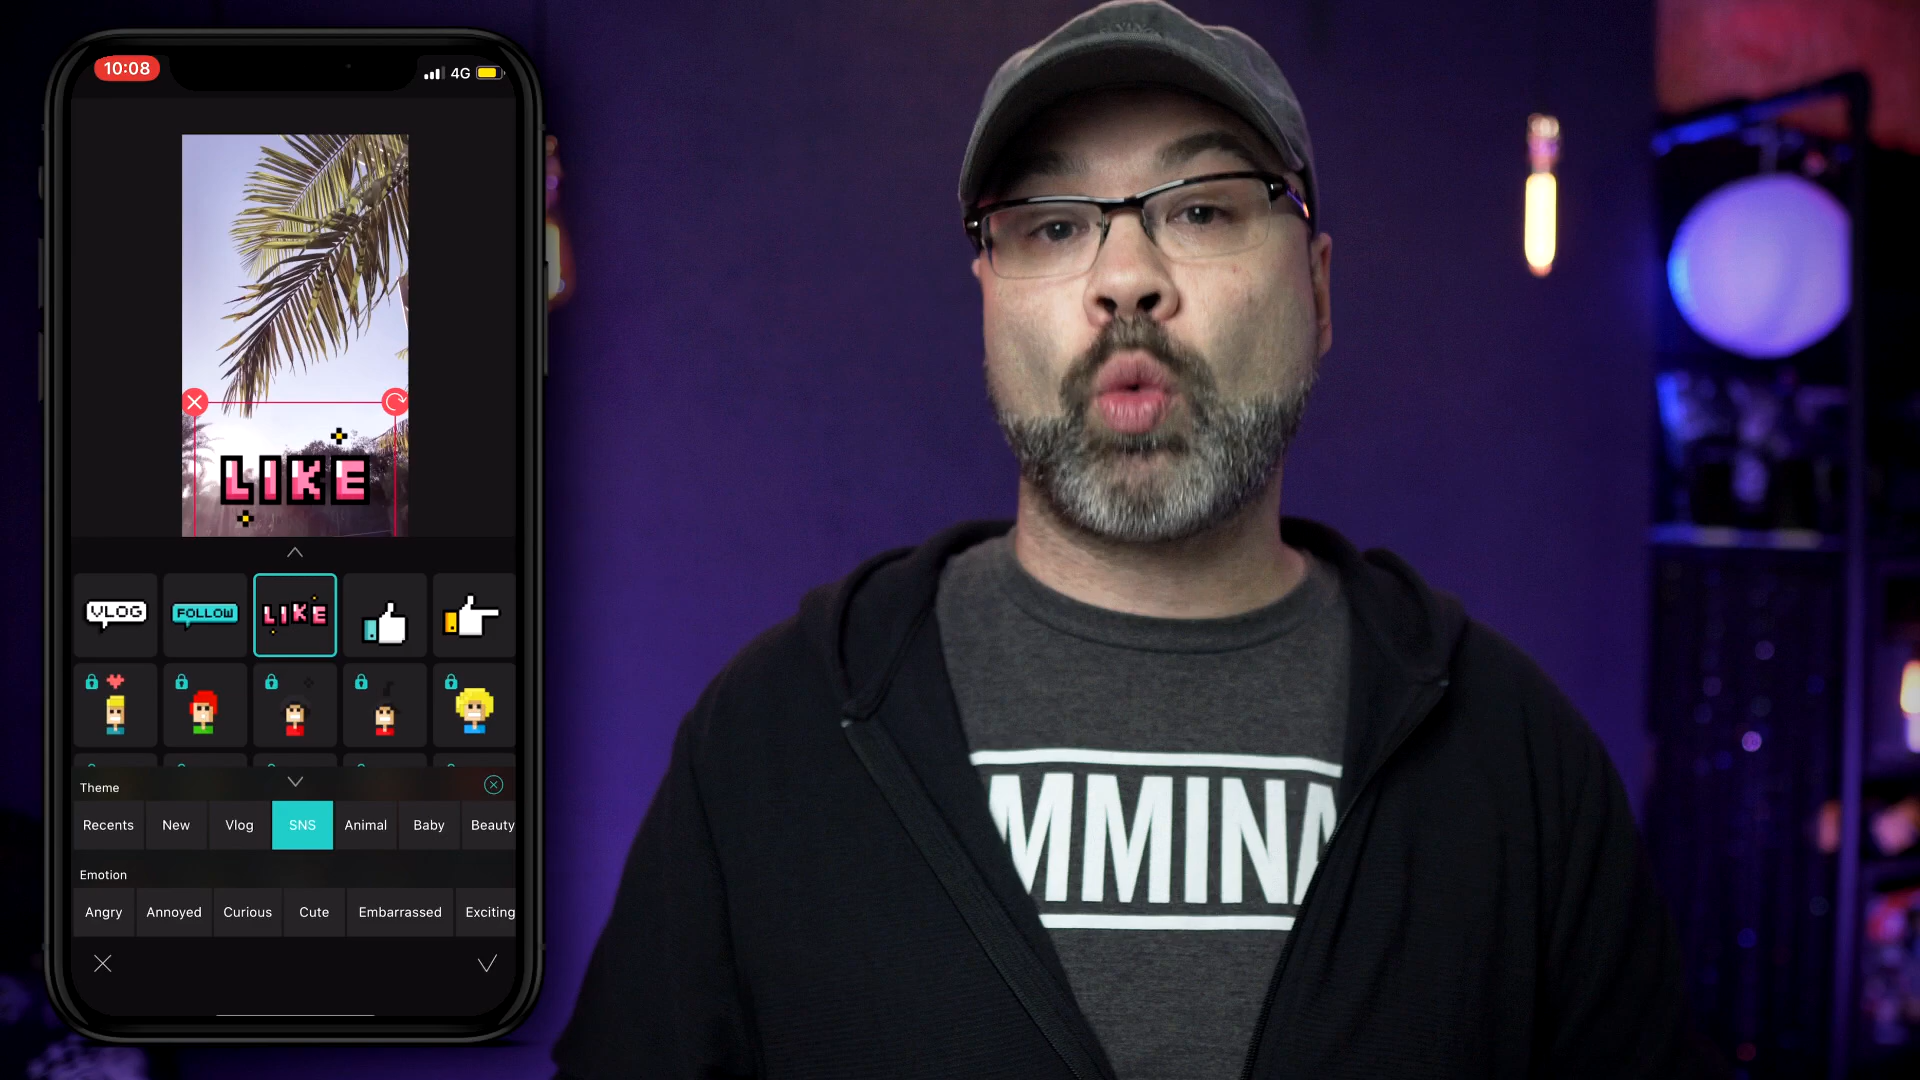 10:08
4G
LIKE
VLOG
FOLLOW
LIKE
Theme
Recents
New
Vlog
SNS
Animal
Baby
Beauty
Emotion
Angry
Annoyed
Curious
Cute
Embarrassed
Exciting
MMINA